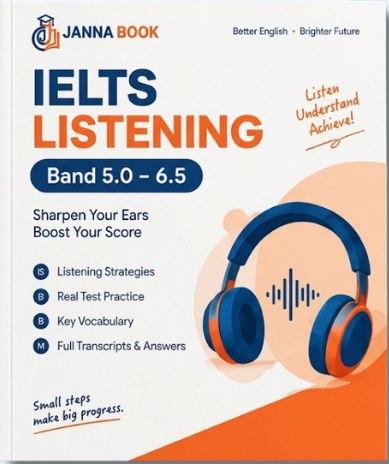 JANNA BOOK
Better English • Brighter Future
IELTS
LISTENING
Listen
Understand
Achieve!
Band 5.0 – 6.5
Sharpen Your Ears
Boost Your Score
IS Listening Strategies
B Real Test Practice
B Key Vocabulary
M Full Transcripts & Answers
Small steps
make big progress.